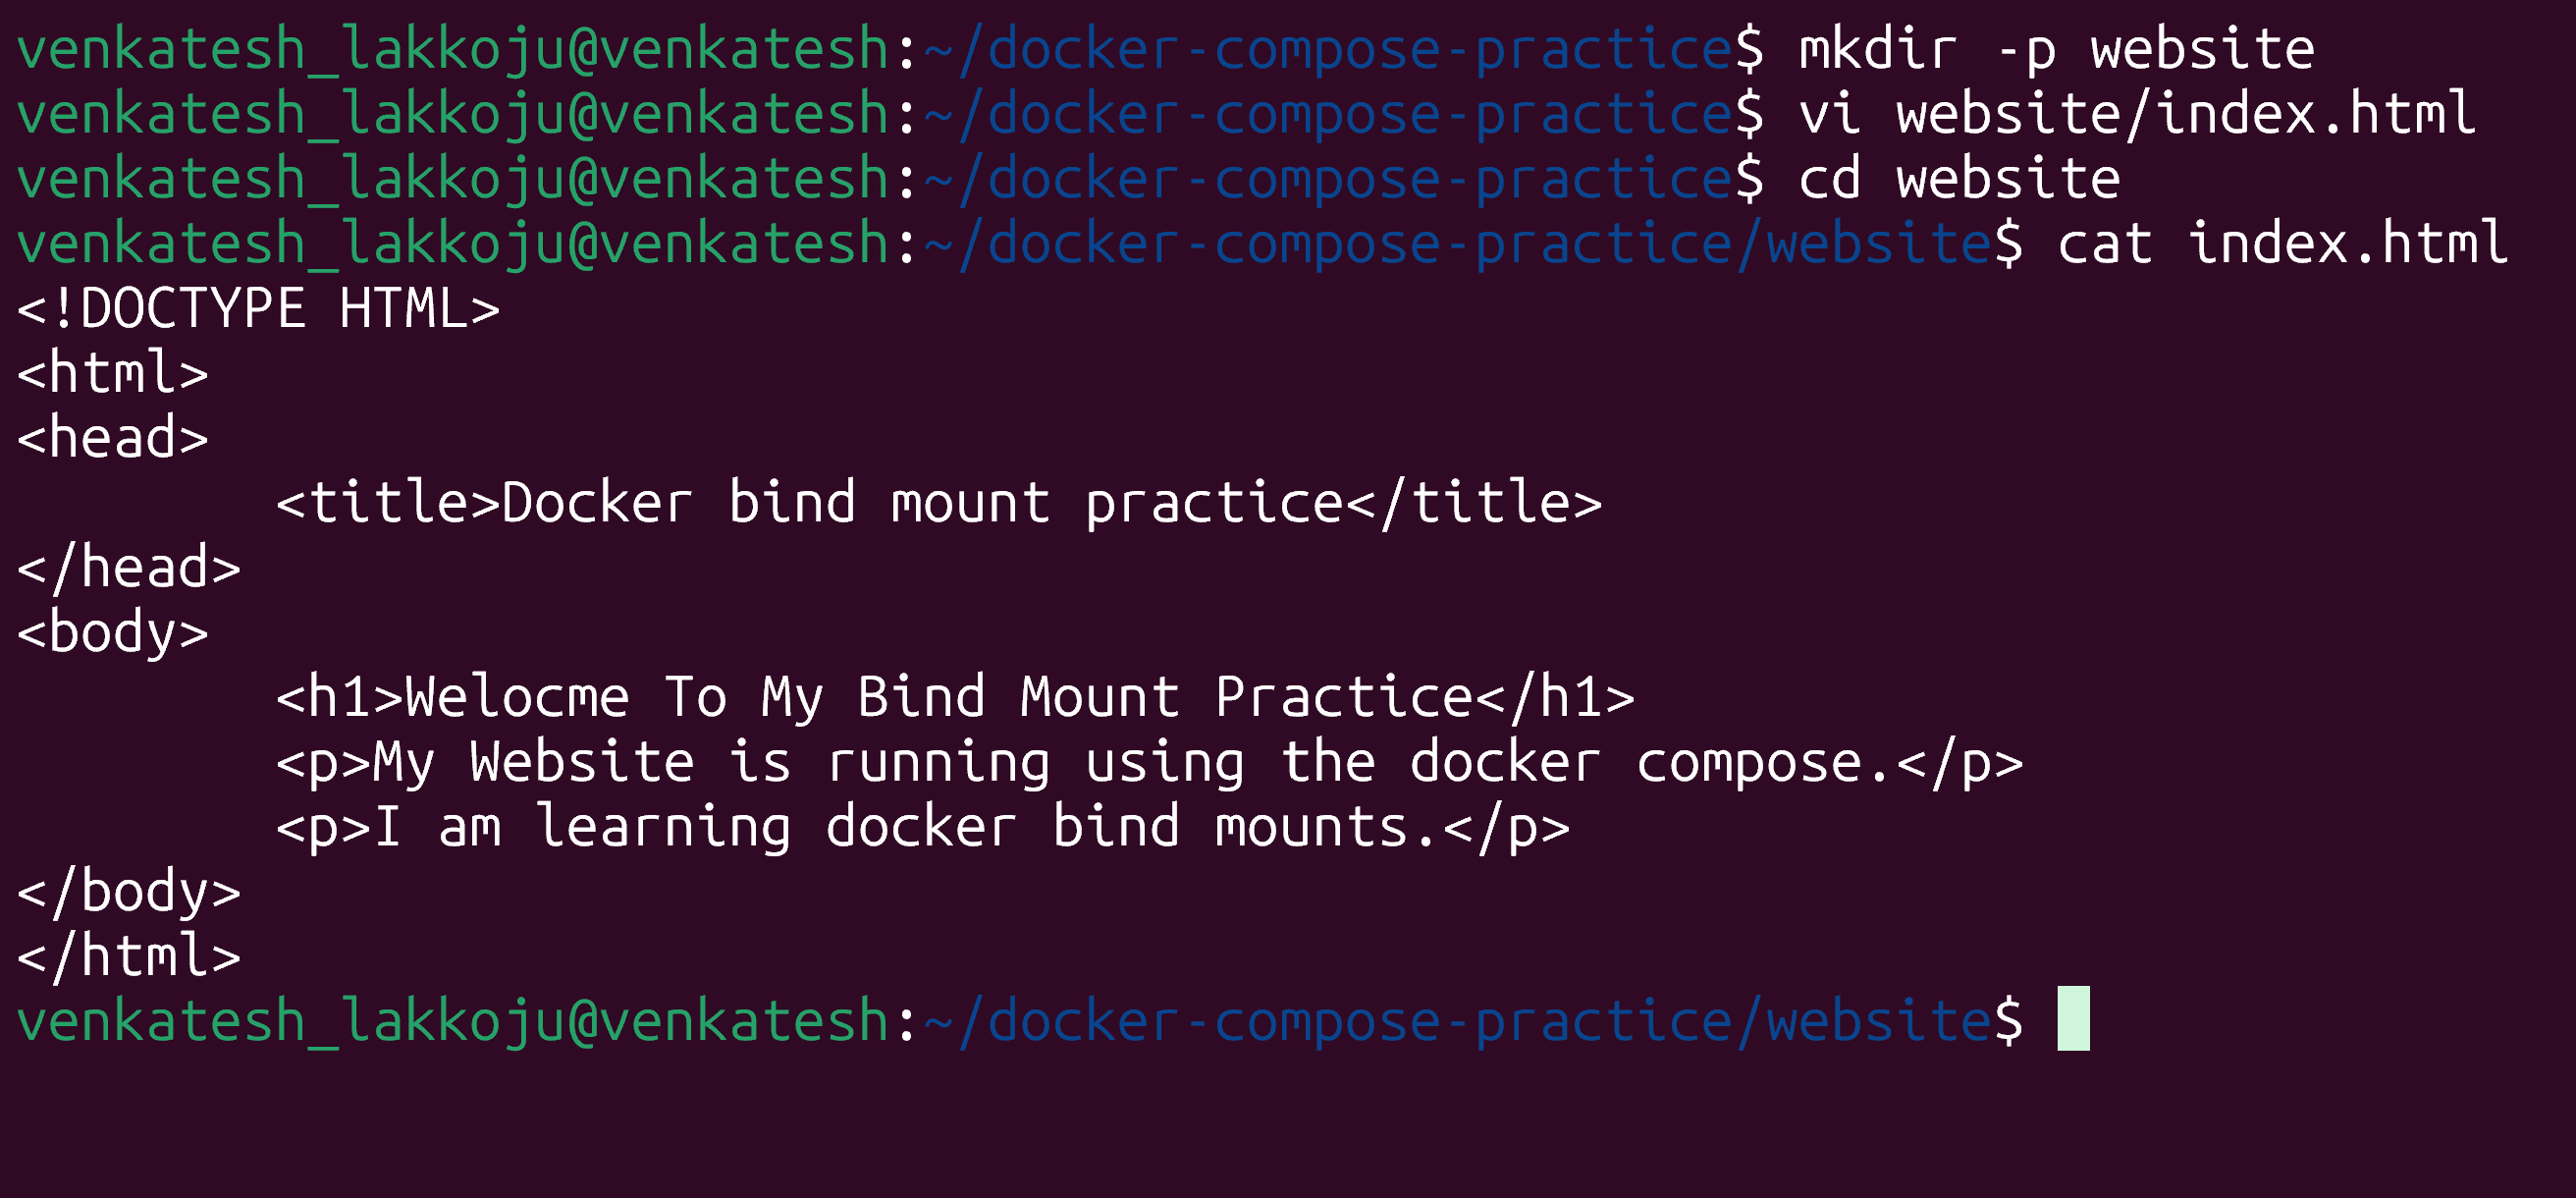 venkatesh_lakkoju@venkatesh:~/docker-compose-practice$ mkdir -p website
venkatesh_lakkoju@venkatesh:~/docker-compose-practice$ vi website/index.html
venkatesh_lakkoju@venkatesh:~/docker-compose-practice$ cd website
venkatesh_lakkoju@venkatesh:~/docker-compose-practice/website$ cat index.html
<!DOCTYPE HTML>
<html>
<head>
        <title>Docker bind mount practice</title>
</head>
<body>
        <h1>Welocme To My Bind Mount Practice</h1>
        <p>My Website is running using the docker compose.</p>
        <p>I am learning docker bind mounts.</p>
</body>
</html>
venkatesh_lakkoju@venkatesh:~/docker-compose-practice/website$